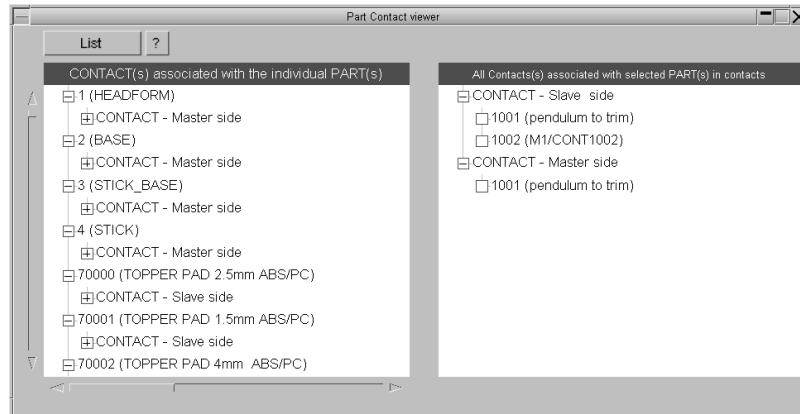 Part Contact viewer
List ?
CONTACT(s) associated with the individual PART(s)
1 (HEADFORM)
CONTACT - Master side
2 (BASE)
CONTACT - Master side
3 (STICK_BASE)
CONTACT - Master side
4 (STICK)
CONTACT - Master side
70000 (TOPPER PAD 2.5mm ABS/PC)
CONTACT - Slave side
70001 (TOPPER PAD 1.5mm ABS/PC)
CONTACT - Slave side
70002 (TOPPER PAD 4mm ABS/PC)
All Contacts(s) associated with selected PART(s) in contacts
CONTACT - Slave side
1001 (pendulum to trim)
1002 (M1/CONT1002)
CONTACT - Master side
1001 (pendulum to trim)